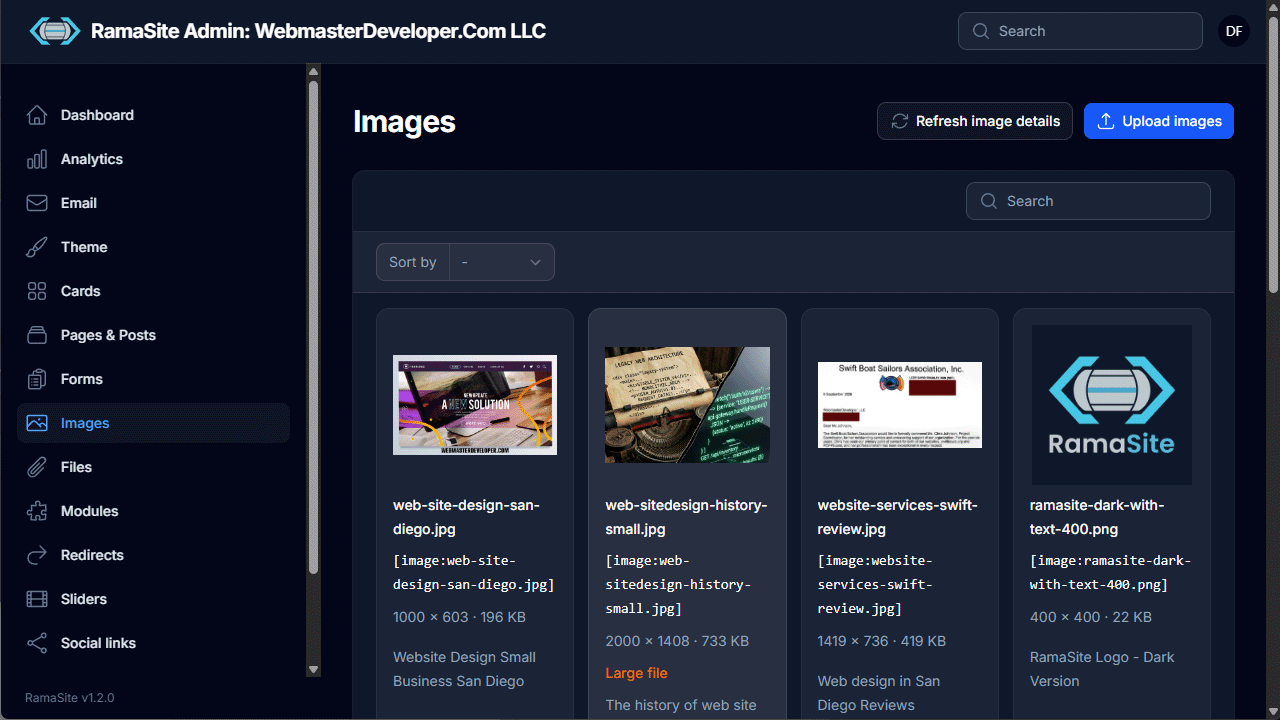 RamaSite Admin: WebmasterDeveloper.Com LLC
Search
DF
Dashboard
Analytics
Email
Theme
Cards
Pages & Posts
Forms
Images
Files
Modules
Redirects
Sliders
Social links
RamaSite v1.2.0
Images
Refresh image details
Upload images
Search
Sort by
-
A NEW SOLUTION
WEBMASTERDEVELOPER.COM
web-site-design-san-
diego.jpg
[image:web-site-
design-san-diego.jpg]
1000 × 603 · 196 KB
Website Design Small
Business San Diego
LEGACY WEB ARCHITECTURE
web-sitedesign-history-
small.jpg
[image:web-
sitedesign-history-
small.jpg]
2000 × 1408 · 733 KB
Large file
The history of web site
Swift Boat Sailors Association, Inc.
website-services-swift-
review.jpg
[image:website-
services-swift-
review.jpg]
1419 × 736 · 419 KB
Web design in San
Diego Reviews
RamaSite
ramasite-dark-with-
text-400.png
[image:ramasite-dark-
with-text-400.png]
400 × 400 · 22 KB
RamaSite Logo - Dark
Version